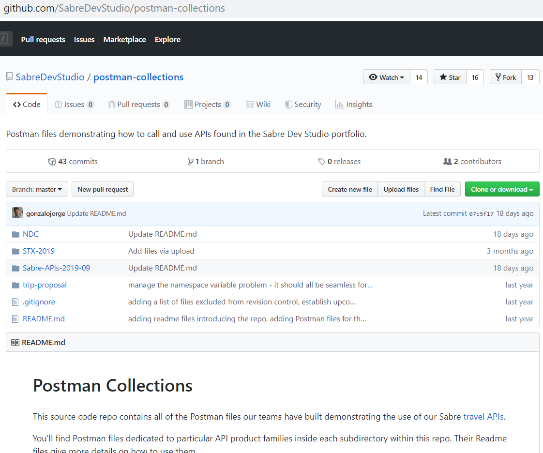 github.com/SabreDevStudio/postman-collections
/ Pull requests Issues Marketplace Explore
SabreDevStudio / postman-collections Watch 14 Star 16 Fork 13
Code Issues 0 Pull requests 0 Projects 0 Wiki Security Insights
Postman files demonstrating how to call and use APIs found in the Sabre Dev Studio portfolio.
43 commits 1 branch 0 releases 2 contributors
Branch: master New pull request Create new file Upload files Find File Clone or download
gonzalojorge Update README.md Latest commit 18 days ago
NDC Update README.md 18 days ago
STX-2019 Add files via upload 3 months ago
Sabre-APIs-2019-09 Update README.md 18 days ago
trip-proposal manage the namespace variable problem - it should all be seamless for... last year
.gitignore adding a list of files excluded from revision control, establish upco... last year
README.md adding readme files introducing the repo, adding Postman files for th... last year
README.md
Postman Collections
This source code repo contains all of the Postman files our teams have built demonstrating the use of our Sabre travel APIs.
You'll find Postman files dedicated to particular API product families inside each subdirectory within this repo. Their Readme
files give more details on how to use them.